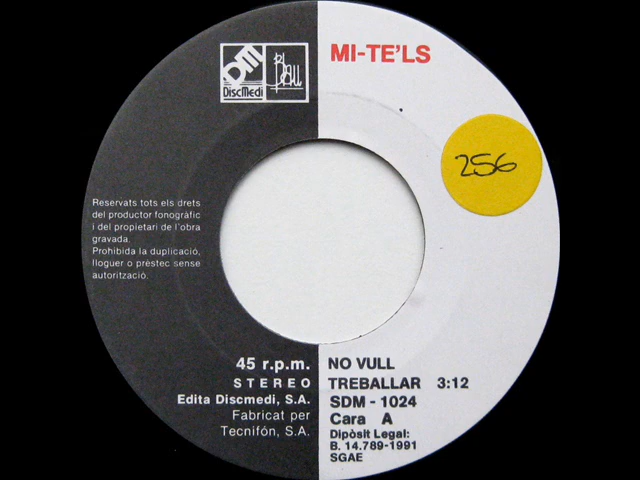 DM
DiscMedi
Blau
MI-TE'LS
256
Reservats tots els drets
del productor fonogràfic
i del propietari de l'obra
gravada.
Prohibida la duplicació,
lloguer o prèstec sense
autorització.
45 r.p.m.
STEREO
Edita Discmedi, S.A.
Fabricat per
Tecnifón, S.A.
NO VULL
TREBALLAR 3:12
SDM - 1024
Cara A
Dipòsit Legal:
B. 14.789-1991
SGAE